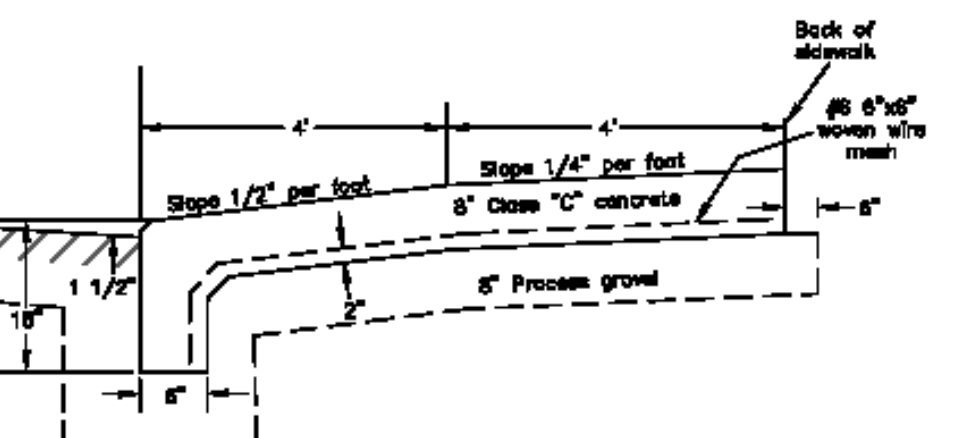 Back of
sidewalk
#6 6"x6"
woven wire
mesh
4'
4'
Slope 1/4" per foot
Slope 1/2" per foot
8" Class "C" concrete
6"
1 1/2"
8" Process gravel
2"
6"